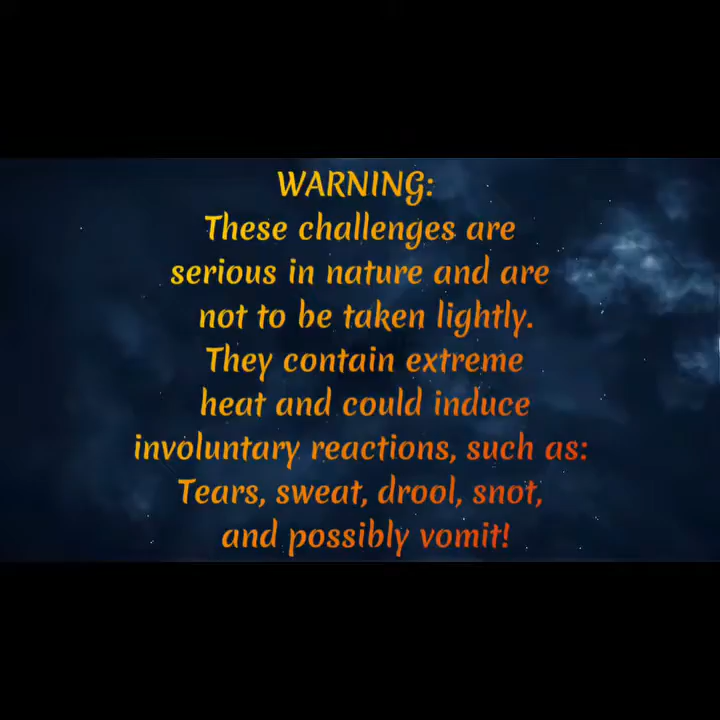 WARNING:
These challenges are
serious in nature and are
not to be taken lightly.
They contain extreme
heat and could induce
involuntary reactions, such as:
Tears, sweat, drool, snot,
and possibly vomit!